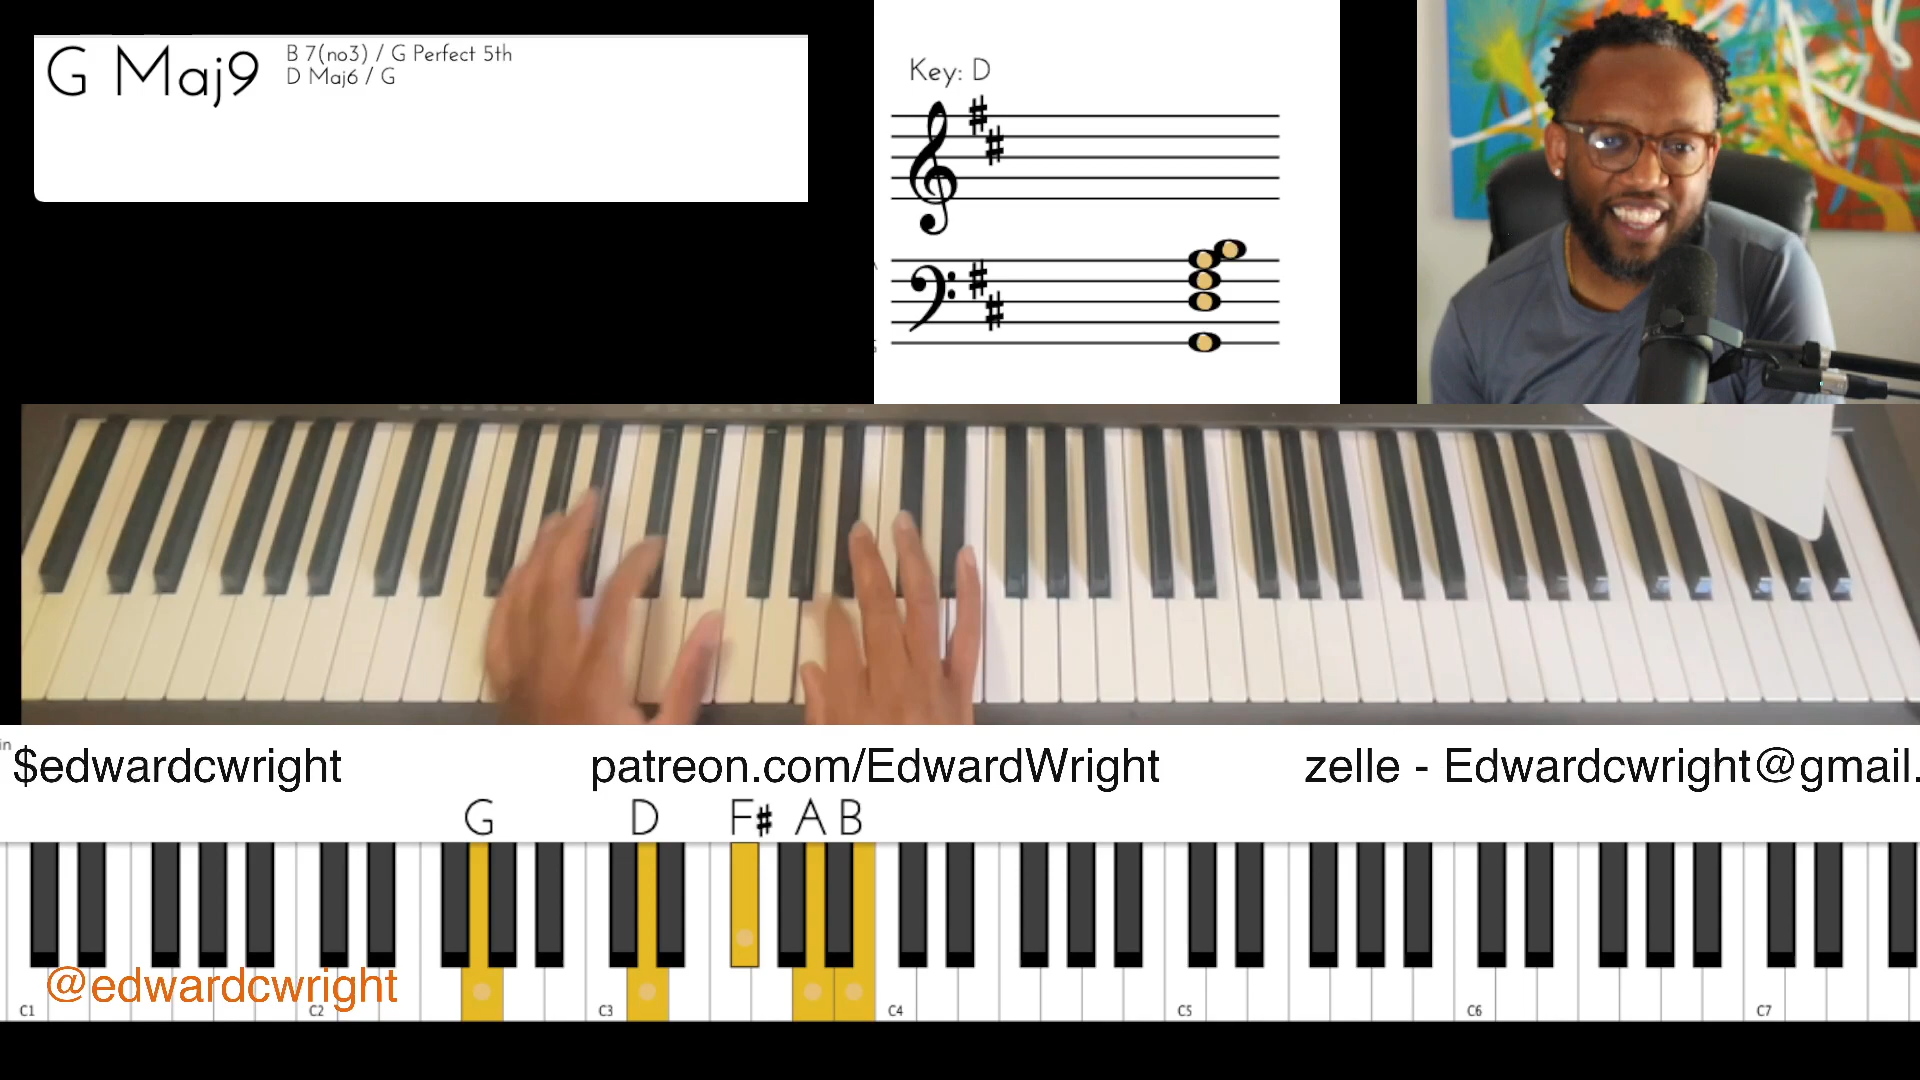 G Maj9
B 7(no3) / G Perfect 5th
D Maj6 / G
Key: D
in
$edwardcwright
patreon.com/EdwardWright
zelle - Edwardcwright@gmail.
G D F♯ A B
@edwardcwright
C1 C2 C3 C4 C5 C6 C7